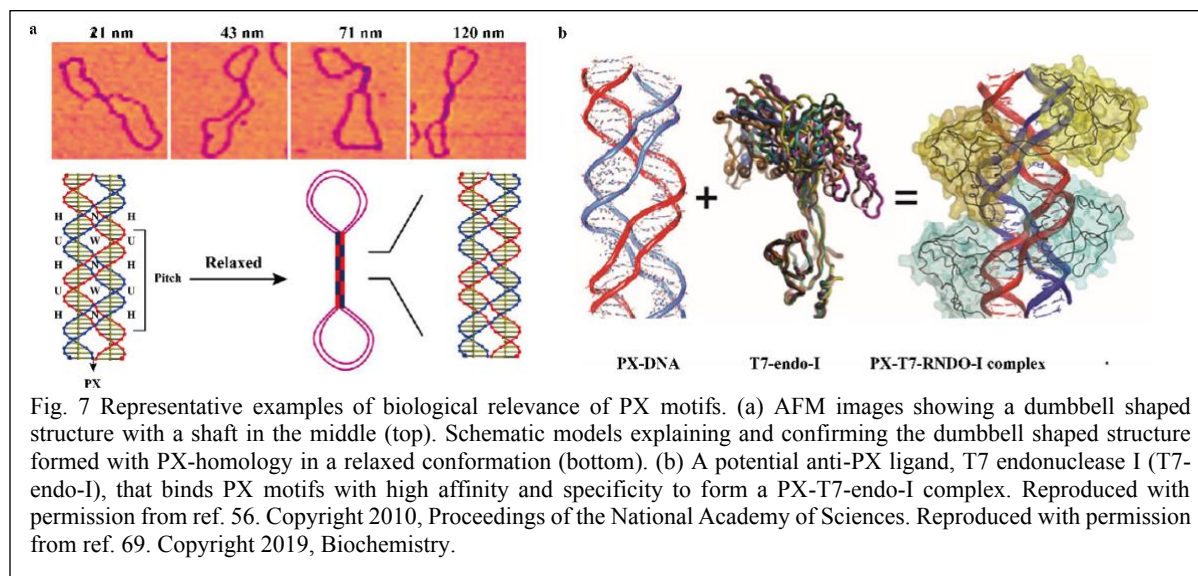 a
21 nm 43 nm 71 nm 120 nm
b
H N H
U W U
H N H
U W U
H N H
Pitch
Relaxed
PX
+
=
PX-DNA T7-endo-I PX-T7-RNDO-I complex .
Fig. 7 Representative examples of biological relevance of PX motifs. (a) AFM images showing a dumbbell shaped
structure with a shaft in the middle (top). Schematic models explaining and confirming the dumbbell shaped structure
formed with PX-homology in a relaxed conformation (bottom). (b) A potential anti-PX ligand, T7 endonuclease I (T7-
endo-I), that binds PX motifs with high affinity and specificity to form a PX-T7-endo-I complex. Reproduced with
permission from ref. 56. Copyright 2010, Proceedings of the National Academy of Sciences. Reproduced with permission
from ref. 69. Copyright 2019, Biochemistry.